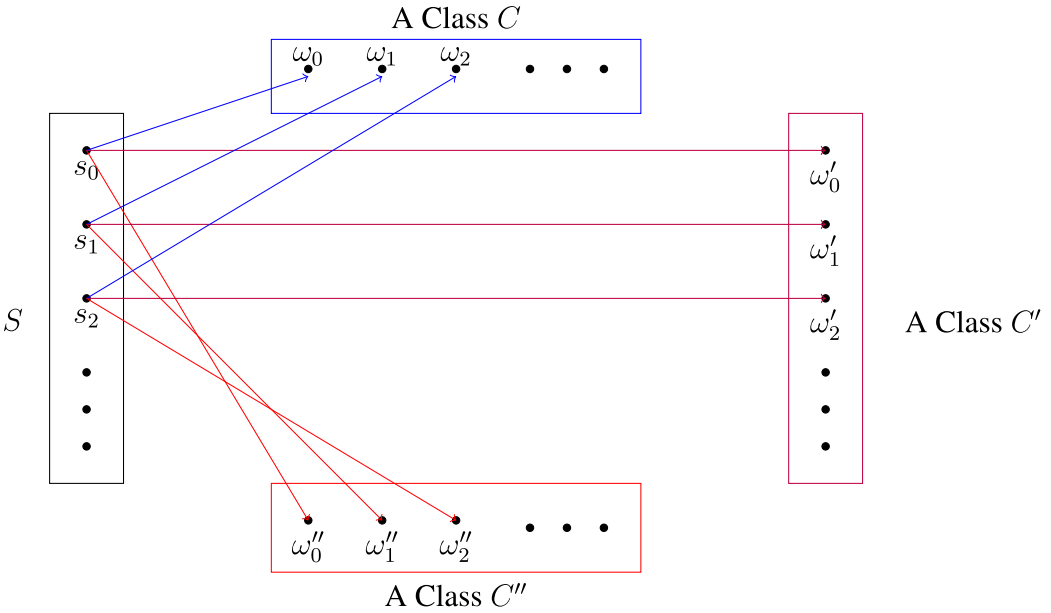 A Class C
ω₀ ω₁ ω₂
s₀
ω′₀
s₁
ω′₁
s₂
ω′₂
S
A Class C′
ω″₀ ω″₁ ω″₂
A Class C″